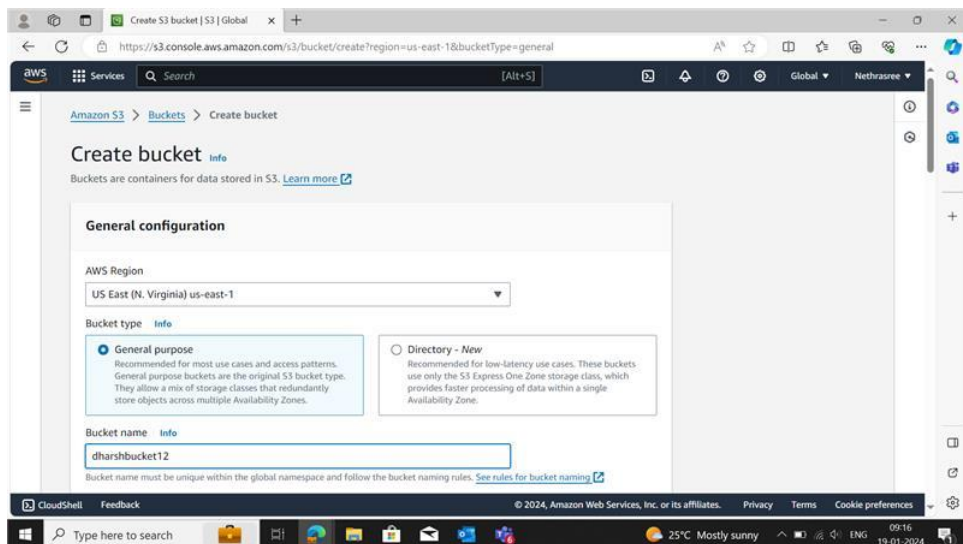 Create S3 bucket | S3 | Global
https://s3.console.aws.amazon.com/s3/bucket/create?region=us-east-1&bucketType=general
aws Services Search [Alt+S] Global Nethrasree
Amazon S3 > Buckets > Create bucket
Create bucket Info
Buckets are containers for data stored in S3. Learn more
General configuration
AWS Region
US East (N. Virginia) us-east-1
Bucket type Info
General purpose
Recommended for most use cases and access patterns.
General purpose buckets are the original S3 bucket type.
They allow a mix of storage classes that redundantly
store objects across multiple Availability Zones.
Directory - New
Recommended for low-latency use cases. These buckets
use only the S3 Express One Zone storage class, which
provides faster processing of data within a single
Availability Zone.
Bucket name Info
dharshbucket12
Bucket name must be unique within the global namespace and follow the bucket naming rules. See rules for bucket naming
CloudShell Feedback © 2024, Amazon Web Services, Inc. or its affiliates. Privacy Terms Cookie preferences
Type here to search 25°C Mostly sunny ENG 09:16
19-01-2024